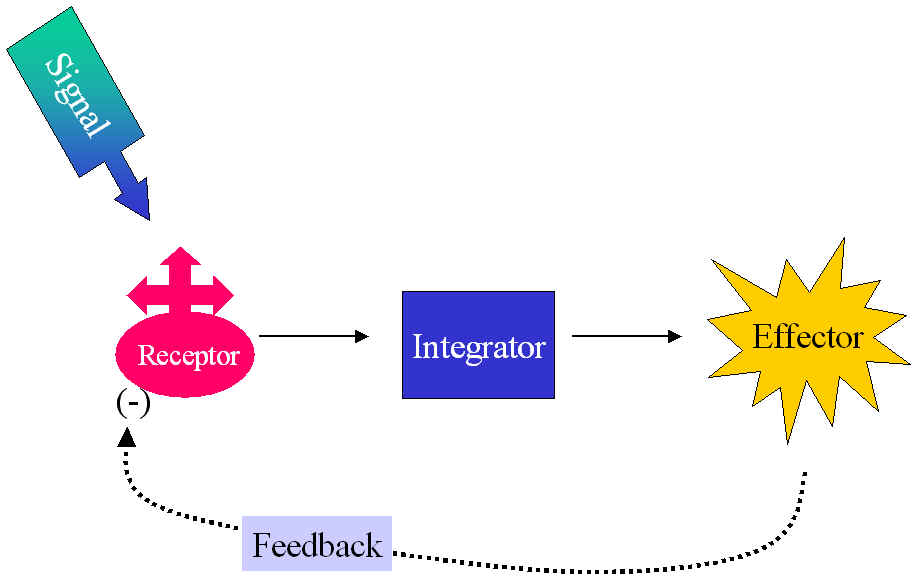 Signal
Receptor
Integrator
Effector
(-)
Feedback